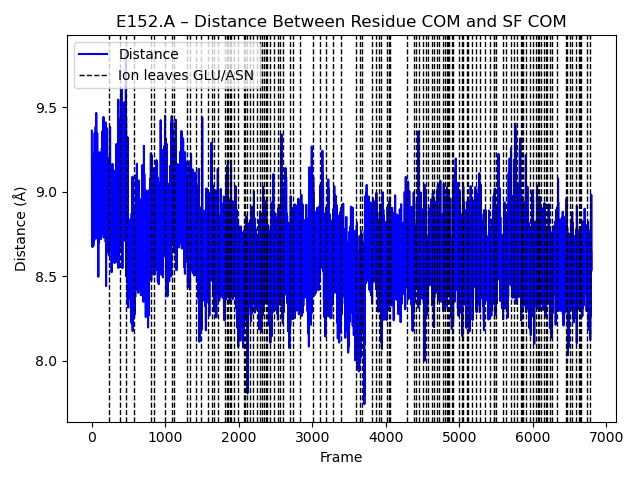 E152.A – Distance Between Residue COM and SF COM
Distance
Ion leaves GLU/ASN
9.5
9.0
8.5
8.0
Distance (Å)
0 1000 2000 3000 4000 5000 6000 7000
Frame